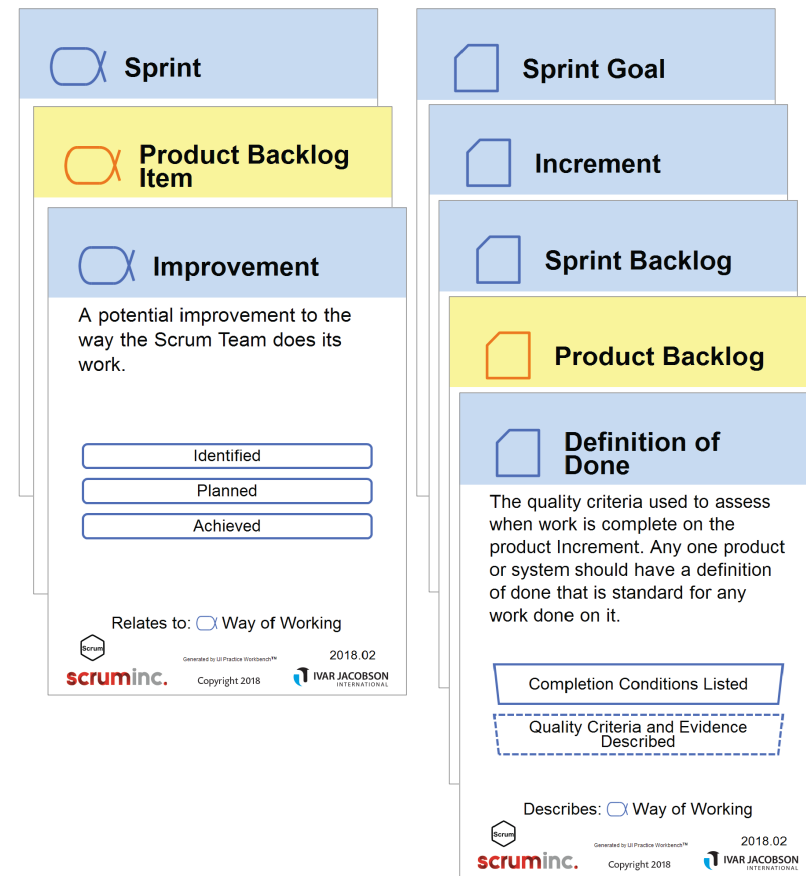 Sprint
Product Backlog
Item
Improvement
A potential improvement to the
way the Scrum Team does its
work.
Identified
Planned
Achieved
Relates to: Way of Working
Scrum
Generated by IJI Practice Workbench™
2018.02
scruminc.
Copyright 2018
IVAR JACOBSON
INTERNATIONAL
Sprint Goal
Increment
Sprint Backlog
Product Backlog
Definition of
Done
The quality criteria used to assess
when work is complete on the
product Increment. Any one product
or system should have a definition
of done that is standard for any
work done on it.
Completion Conditions Listed
Quality Criteria and Evidence
Described
Describes: Way of Working
Scrum
Generated by IJI Practice Workbench™
2018.02
scruminc.
Copyright 2018
IVAR JACOBSON
INTERNATIONAL